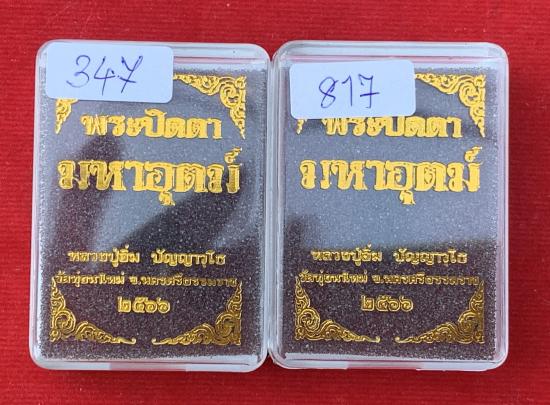 347
พระปิดตา
มหาอุตม์
หลวงปู่อิ่ม ปัญญาวุโธ
วัดทุ่งนาใหม่ จ.นครศรีธรรมราช
๒๕๖๖
817
พระปิดตา
มหาอุตม์
หลวงปู่อิ่ม ปัญญาวุโธ
วัดทุ่งนาใหม่ จ.นครศรีธรรมราช
๒๕๖๖